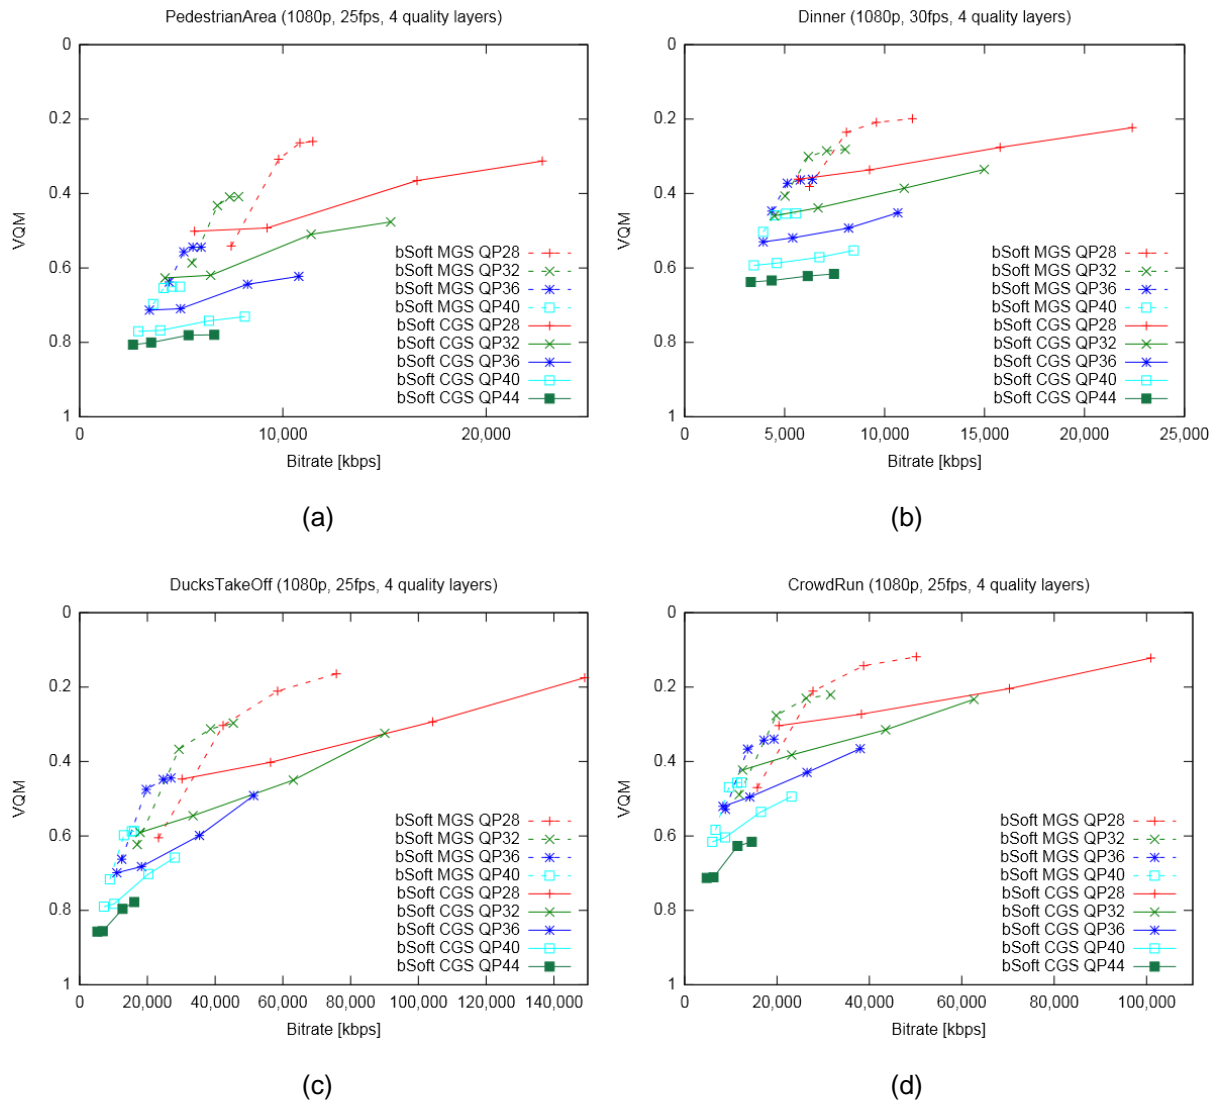 PedestrianArea (1080p, 25fps, 4 quality layers)
0
0.2
0.4
0.6
0.8
1
VQM
0 10,000 20,000
Bitrate [kbps]
bSoft MGS QP28
bSoft MGS QP32
bSoft MGS QP36
bSoft MGS QP40
bSoft CGS QP28
bSoft CGS QP32
bSoft CGS QP36
bSoft CGS QP40
bSoft CGS QP44
(a)
Dinner (1080p, 30fps, 4 quality layers)
0
0.2
0.4
0.6
0.8
1
VQM
0 5,000 10,000 15,000 20,000 25,000
Bitrate [kbps]
bSoft MGS QP28
bSoft MGS QP32
bSoft MGS QP36
bSoft MGS QP40
bSoft CGS QP28
bSoft CGS QP32
bSoft CGS QP36
bSoft CGS QP40
bSoft CGS QP44
(b)
DucksTakeOff (1080p, 25fps, 4 quality layers)
0
0.2
0.4
0.6
0.8
1
VQM
0 20,000 40,000 60,000 80,000 100,000 120,000 140,000
Bitrate [kbps]
bSoft MGS QP28
bSoft MGS QP32
bSoft MGS QP36
bSoft MGS QP40
bSoft CGS QP28
bSoft CGS QP32
bSoft CGS QP36
bSoft CGS QP40
bSoft CGS QP44
(c)
CrowdRun (1080p, 25fps, 4 quality layers)
0
0.2
0.4
0.6
0.8
1
VQM
0 20,000 40,000 60,000 80,000 100,000
Bitrate [kbps]
bSoft MGS QP28
bSoft MGS QP32
bSoft MGS QP36
bSoft MGS QP40
bSoft CGS QP28
bSoft CGS QP32
bSoft CGS QP36
bSoft CGS QP40
bSoft CGS QP44
(d)